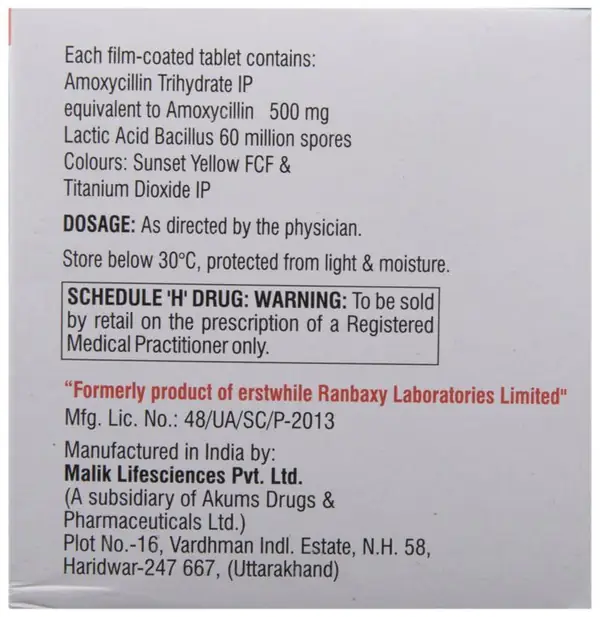 Each film-coated tablet contains:
Amoxycillin Trihydrate IP
equivalent to Amoxycillin 500 mg
Lactic Acid Bacillus 60 million spores
Colours: Sunset Yellow FCF &
Titanium Dioxide IP
DOSAGE: As directed by the physician.
Store below 30°C, protected from light & moisture.
SCHEDULE 'H' DRUG: WARNING: To be sold
by retail on the prescription of a Registered
Medical Practitioner only.
“Formerly product of erstwhile Ranbaxy Laboratories Limited"
Mfg. Lic. No.: 48/UA/SC/P-2013
Manufactured in India by:
Malik Lifesciences Pvt. Ltd.
(A subsidiary of Akums Drugs &
Pharmaceuticals Ltd.)
Plot No.-16, Vardhman Indl. Estate, N.H. 58,
Haridwar-247 667, (Uttarakhand)